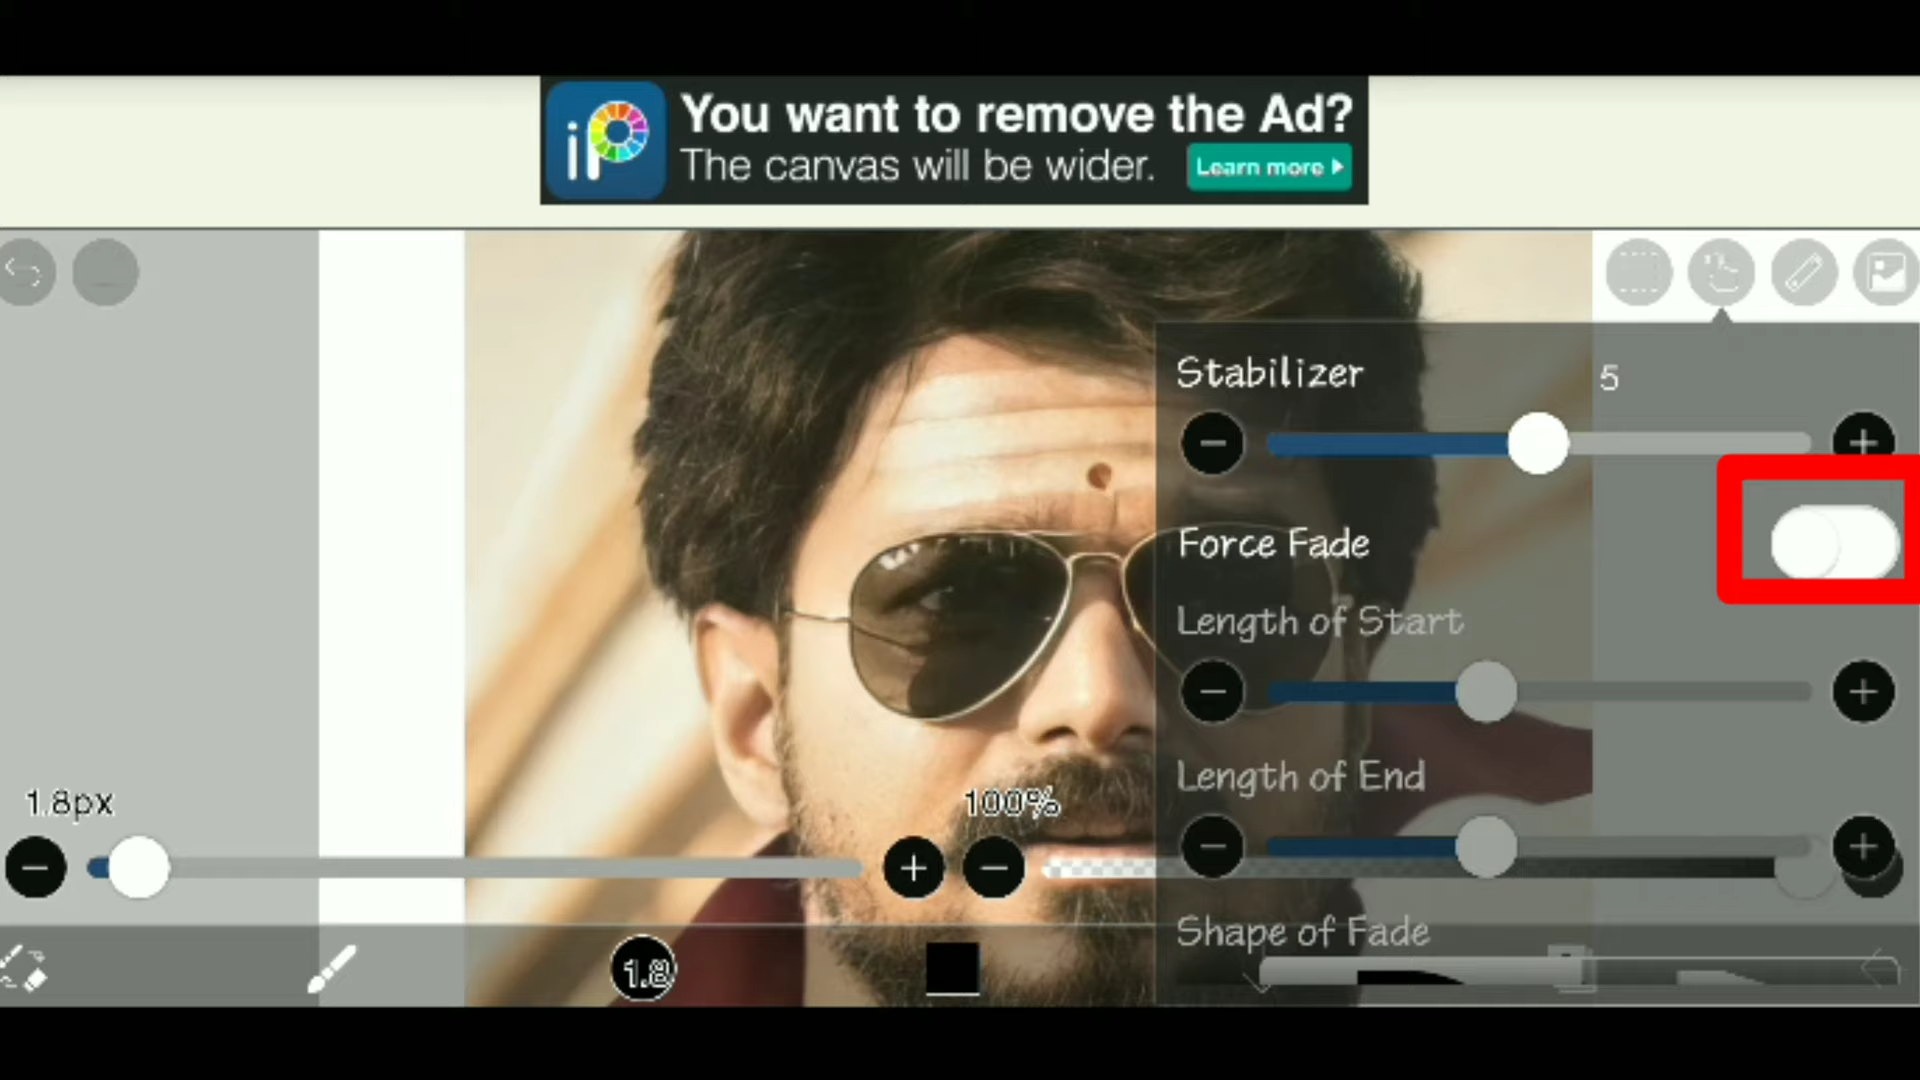 iP
You want to remove the Ad?
The canvas will be wider.
Learn more
Stabilizer
5
Force Fade
Length of Start
Length of End
1.8px
100%
Shape of Fade
1.8